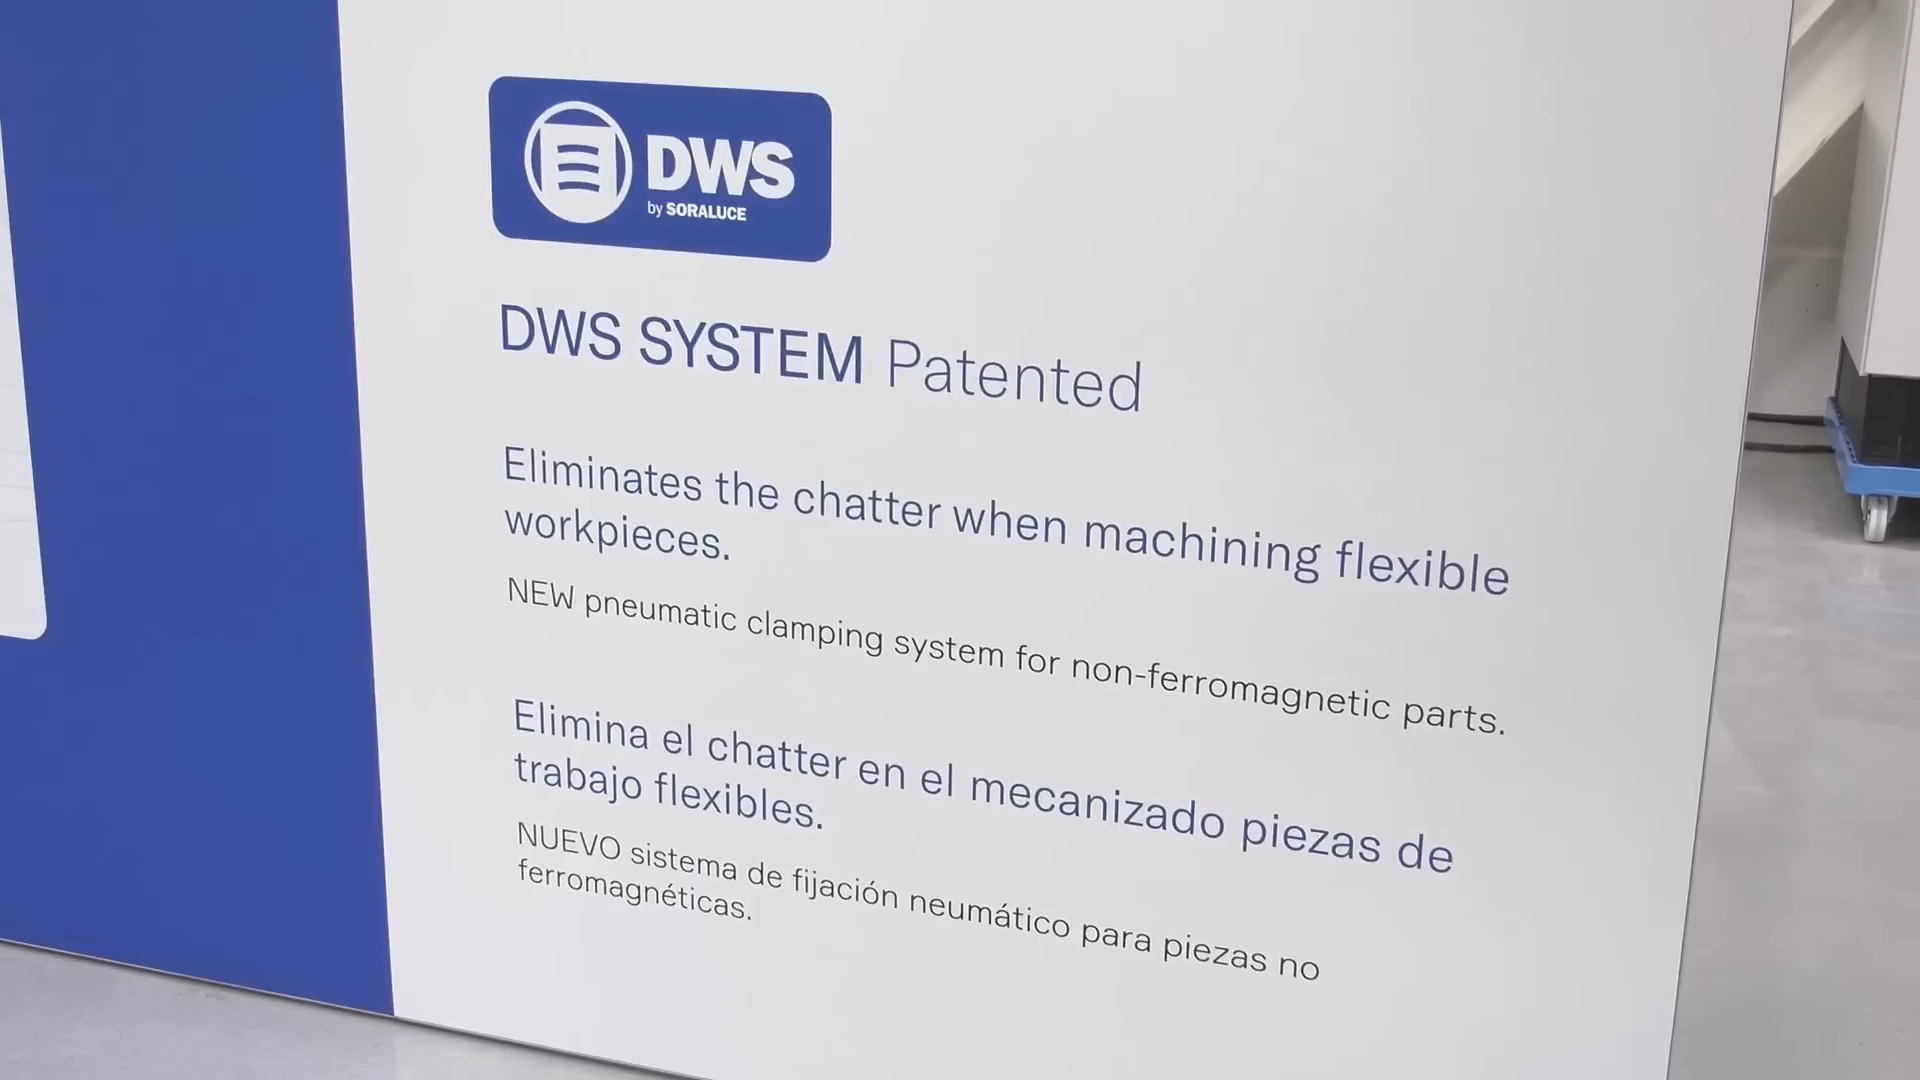 DWS
by SORALUCE
DWS SYSTEM Patented
Eliminates the chatter when machining flexible
workpieces.
NEW pneumatic clamping system for non-ferromagnetic parts.
Elimina el chatter en el mecanizado piezas de
trabajo flexibles.
NUEVO sistema de fijación neumático para piezas no
ferromagnéticas.